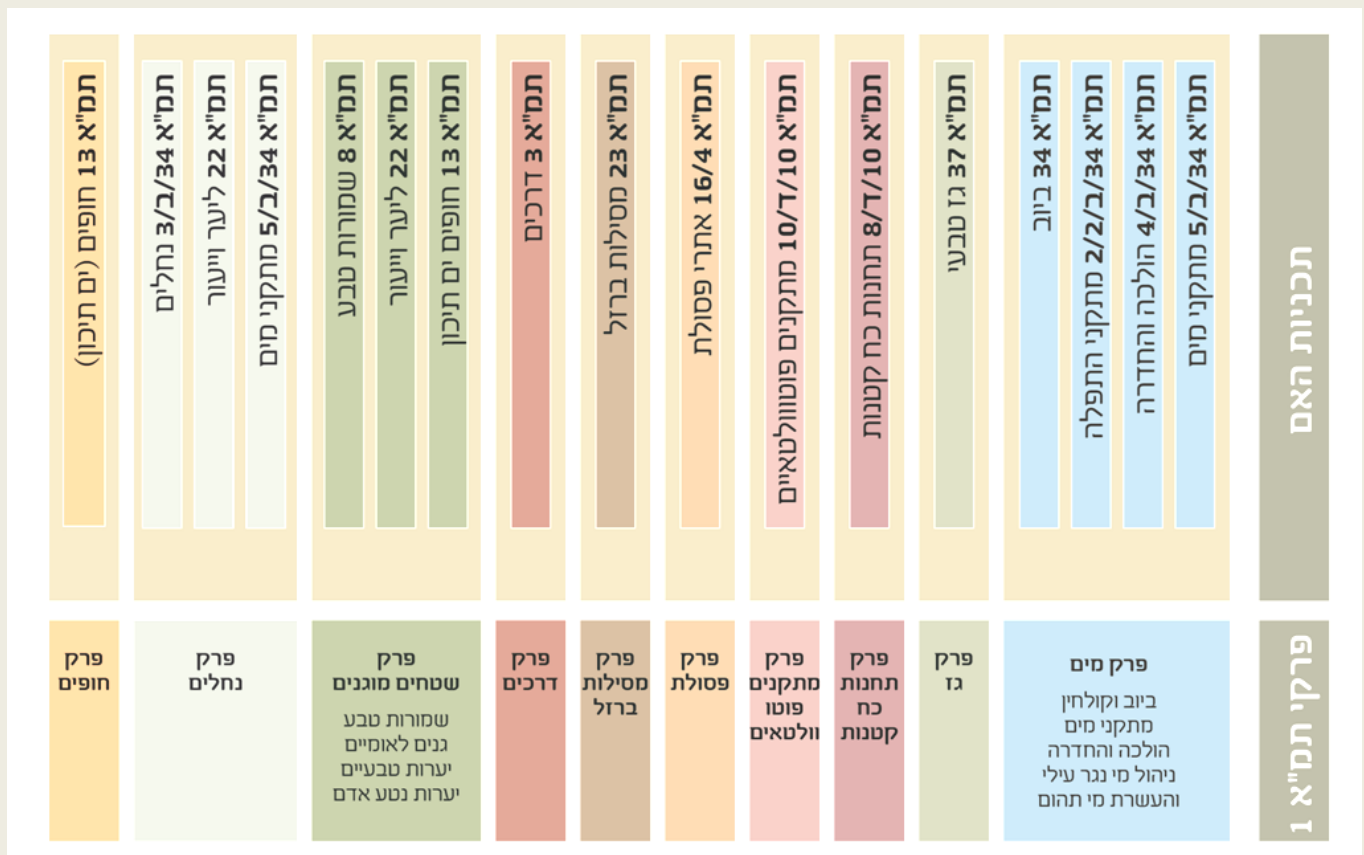 תכניות האם
תמ"א 34/ב/5 מתקני מים
תמ"א 34/ב/4 הולכה והחדרה
תמ"א 34/ב/2/2 מתקני התפלה
תמ"א 34 ביוב
תמ"א 37 גז טבעי
תמ"א 10/ד/8 תחנות כח קטנות
תמ"א 10/ד/10 מתקנים פוטוולטאיים
תמ"א 16/4 אתרי פסולת
תמ"א 23 מסילות ברזל
תמ"א 3 דרכים
תמ"א 13 חופים ים תיכון
תמ"א 22 ליער וייעור
תמ"א 8 שמורות טבע
תמ"א 34/ב/5 מתקני מים
תמ"א 22 ליער וייעור
תמ"א 34/ב/3 נחלים
תמ"א 13 חופים (ים תיכון)
פרקי תמ"א 1
פרק מים
ביוב וקולחין
מתקני מים
הולכה והחדרה
ניהול מי נגר עילי
והעשרת מי תהום
פרק
גז
פרק
תחנות
כח
קטנות
פרק
מתקנים
פוטו
וולטאים
פרק
פסולת
פרק
מסילות
ברזל
פרק
דרכים
פרק
שטחים מוגנים
שמורות טבע
גנים לאומיים
יערות טבעיים
יערות נטע אדם
פרק
נחלים
פרק
חופים